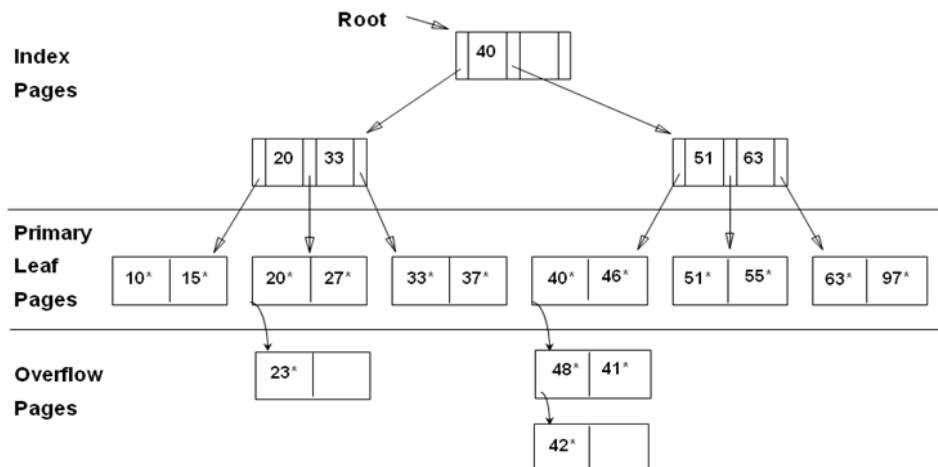 Root
Index
Pages
40
20 33
51 63
Primary
Leaf
Pages
10* 15*
20* 27*
33* 37*
40* 46*
51* 55*
63* 97*
Overflow
Pages
23*
48* 41*
42*